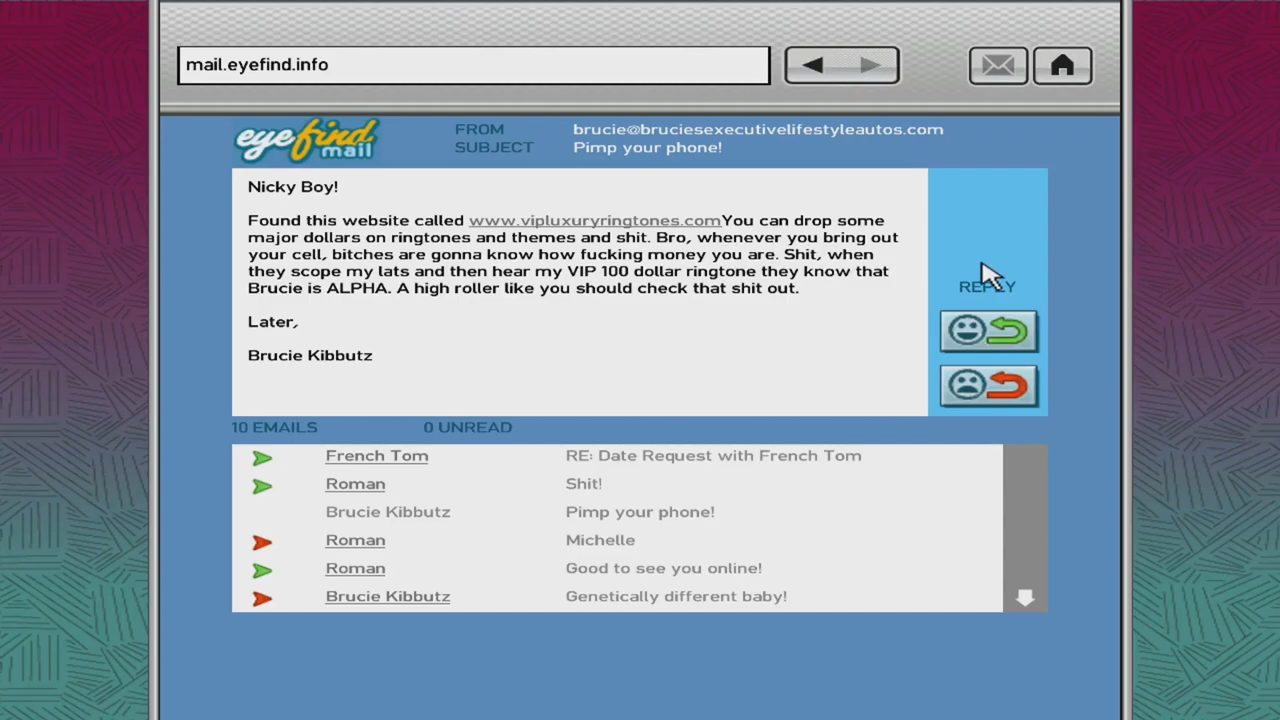 mail.eyefind.info
eyefind mail
FROM brucie@bruciesexecutivelifestyleautos.com
SUBJECT Pimp your phone!
Nicky Boy!
Found this website called www.vipluxuryringtones.comYou can drop some
major dollars on ringtones and themes and shit. Bro, whenever you bring out
your cell, bitches are gonna know how fucking money you are. Shit, when
they scope my lats and then hear my VIP 100 dollar ringtone they know that
Brucie is ALPHA. A high roller like you should check that shit out.
Later,
Brucie Kibbutz
REPLY
10 EMAILS 0 UNREAD
French Tom RE: Date Request with French Tom
Roman Shit!
Brucie Kibbutz Pimp your phone!
Roman Michelle
Roman Good to see you online!
Brucie Kibbutz Genetically different baby!